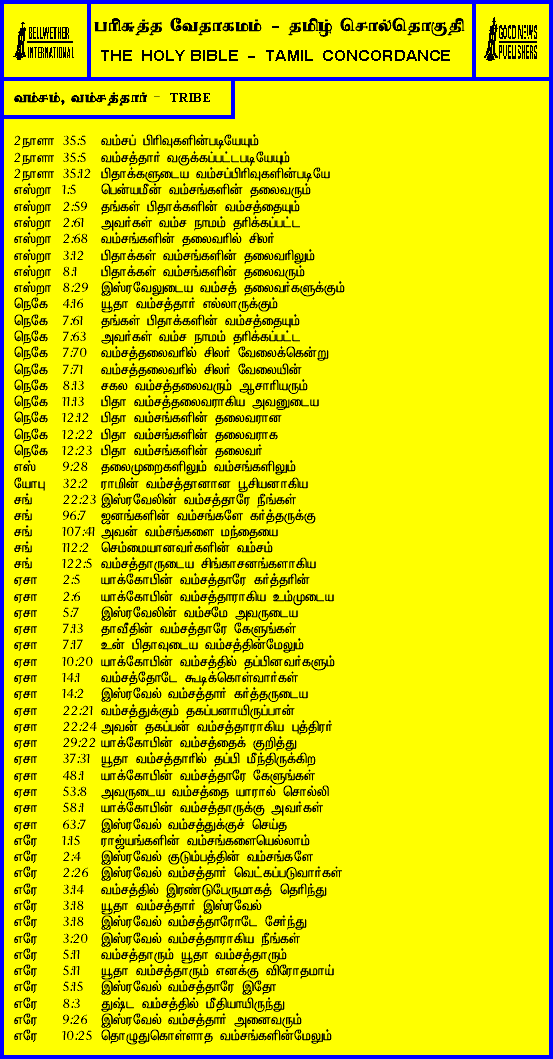 BELLWETHER
INTERNATIONAL
பரிசுத்த வேதாகமம் - தமிழ் சொல்தொகுதி
THE HOLY BIBLE - TAMIL CONCORDANCE
GOOD NEWS
PUBLISHERS
வம்சம், வம்சத்தார் - TRIBE
2நாளா 35:5 வம்சப் பிரிவுகளின்படியேயும்
2நாளா 35:5 வம்சத்தார் வகுக்கப்பட்டபடியேயும்
2நாளா 35:12 பிதாக்களுடைய வம்சப்பிரிவுகளின்படியே
எஸ்றா 1:5 பென்யமீன் வம்சங்களின் தலைவரும்
எஸ்றா 2:59 தங்கள் பிதாக்களின் வம்சத்தையும்
எஸ்றா 2:61 அவர்கள் வம்ச நாமம் தரிக்கப்பட்ட
எஸ்றா 2:68 வம்சங்களின் தலைவரில் சிலர்
எஸ்றா 3:12 பிதாக்கள் வம்சங்களின் தலைவரிலும்
எஸ்றா 8:1 பிதாக்கள் வம்சங்களின் தலைவரும்
எஸ்றா 8:29 இஸ்ரவேலுடைய வம்சத் தலைவர்களுக்கும்
நெகே 4:16 யூதா வம்சத்தார் எல்லாருக்கும்
நெகே 7:61 தங்கள் பிதாக்களின் வம்சத்தையும்
நெகே 7:63 அவர்கள் வம்ச நாமம் தரிக்கப்பட்ட
நெகே 7:70 வம்சத்தலைவரில் சிலர் வேலைக்கென்று
நெகே 7:71 வம்சத்தலைவரில் சிலர் வேலையின்
நெகே 8:13 சகல வம்சத்தலைவரும் ஆசாரியரும்
நெகே 11:13 பிதா வம்சத்தலைவராகிய அவனுடைய
நெகே 12:12 பிதா வம்சங்களின் தலைவரான
நெகே 12:22 பிதா வம்சங்களின் தலைவராக
நெகே 12:23 பிதா வம்சங்களின் தலைவர்
எஸ் 9:28 தலைமுறைகளிலும் வம்சங்களிலும்
யோபு 32:2 ராமின் வம்சத்தானான பூசியனாகிய
சங் 22:23 இஸ்ரவேலின் வம்சத்தாரே நீங்கள்
சங் 96:7 ஜனங்களின் வம்சங்களே கர்த்தருக்கு
சங் 107:41 அவன் வம்சங்களை மந்தையை
சங் 112:2 செம்மையானவர்களின் வம்சம்
சங் 122:5 வம்சத்தாருடைய சிங்காசனங்களாகிய
ஏசா 2:5 யாக்கோபின் வம்சத்தாரே கர்த்தரின்
ஏசா 2:6 யாக்கோபின் வம்சத்தாராகிய உம்முடைய
ஏசா 5:7 இஸ்ரவேலின் வம்சமே அவருடைய
ஏசா 7:13 தாவீதின் வம்சத்தாரே கேளுங்கள்
ஏசா 7:17 உன் பிதாவுடைய வம்சத்தின்மேலும்
ஏசா 10:20 யாக்கோபின் வம்சத்தில் தப்பினவர்களும்
ஏசா 14:1 வம்சத்தோடே கூடிக்கொள்வார்கள்
ஏசா 14:2 இஸ்ரவேல் வம்சத்தார் கர்த்தருடைய
ஏசா 22:21 வம்சத்துக்கும் தகப்பனாயிருப்பான்
ஏசா 22:24 அவன் தகப்பன் வம்சத்தாராகிய புத்திரர்
ஏசா 29:22 யாக்கோபின் வம்சத்தைக் குறித்து
ஏசா 37:31 யூதா வம்சத்தாரில் தப்பி மீந்திருக்கிற
ஏசா 48:1 யாக்கோபின் வம்சத்தாரே கேளுங்கள்
ஏசா 53:8 அவருடைய வம்சத்தை யாரால் சொல்லி
ஏசா 58:1 யாக்கோபின் வம்சத்தாருக்கு அவர்கள்
ஏசா 63:7 இஸ்ரவேல் வம்சத்துக்குச் செய்த
எரே 1:15 ராஜ்யங்களின் வம்சங்களையெல்லாம்
எரே 2:4 இஸ்ரவேல் குடும்பத்தின் வம்சங்களே
எரே 2:26 இஸ்ரவேல் வம்சத்தார் வெட்கப்படுவார்கள்
எரே 3:14 வம்சத்தில் இரண்டுபேருமாகத் தெரிந்து
எரே 3:18 யூதா வம்சத்தார் இஸ்ரவேல்
எரே 3:18 இஸ்ரவேல் வம்சத்தாரோடே சேர்ந்து
எரே 3:20 இஸ்ரவேல் வம்சத்தாராகிய நீங்கள்
எரே 5:11 வம்சத்தாரும் யூதா வம்சத்தாரும்
எரே 5:11 யூதா வம்சத்தாரும் எனக்கு விரோதமாய்
எரே 5:15 இஸ்ரவேல் வம்சத்தாரே இதோ
எரே 8:3 துஷ்ட வம்சத்தில் மீதியாயிருந்து
எரே 9:26 இஸ்ரவேல் வம்சத்தார் அனைவரும்
எரே 10:25 தொழுதுகொள்ளாத வம்சங்களின்மேலும்